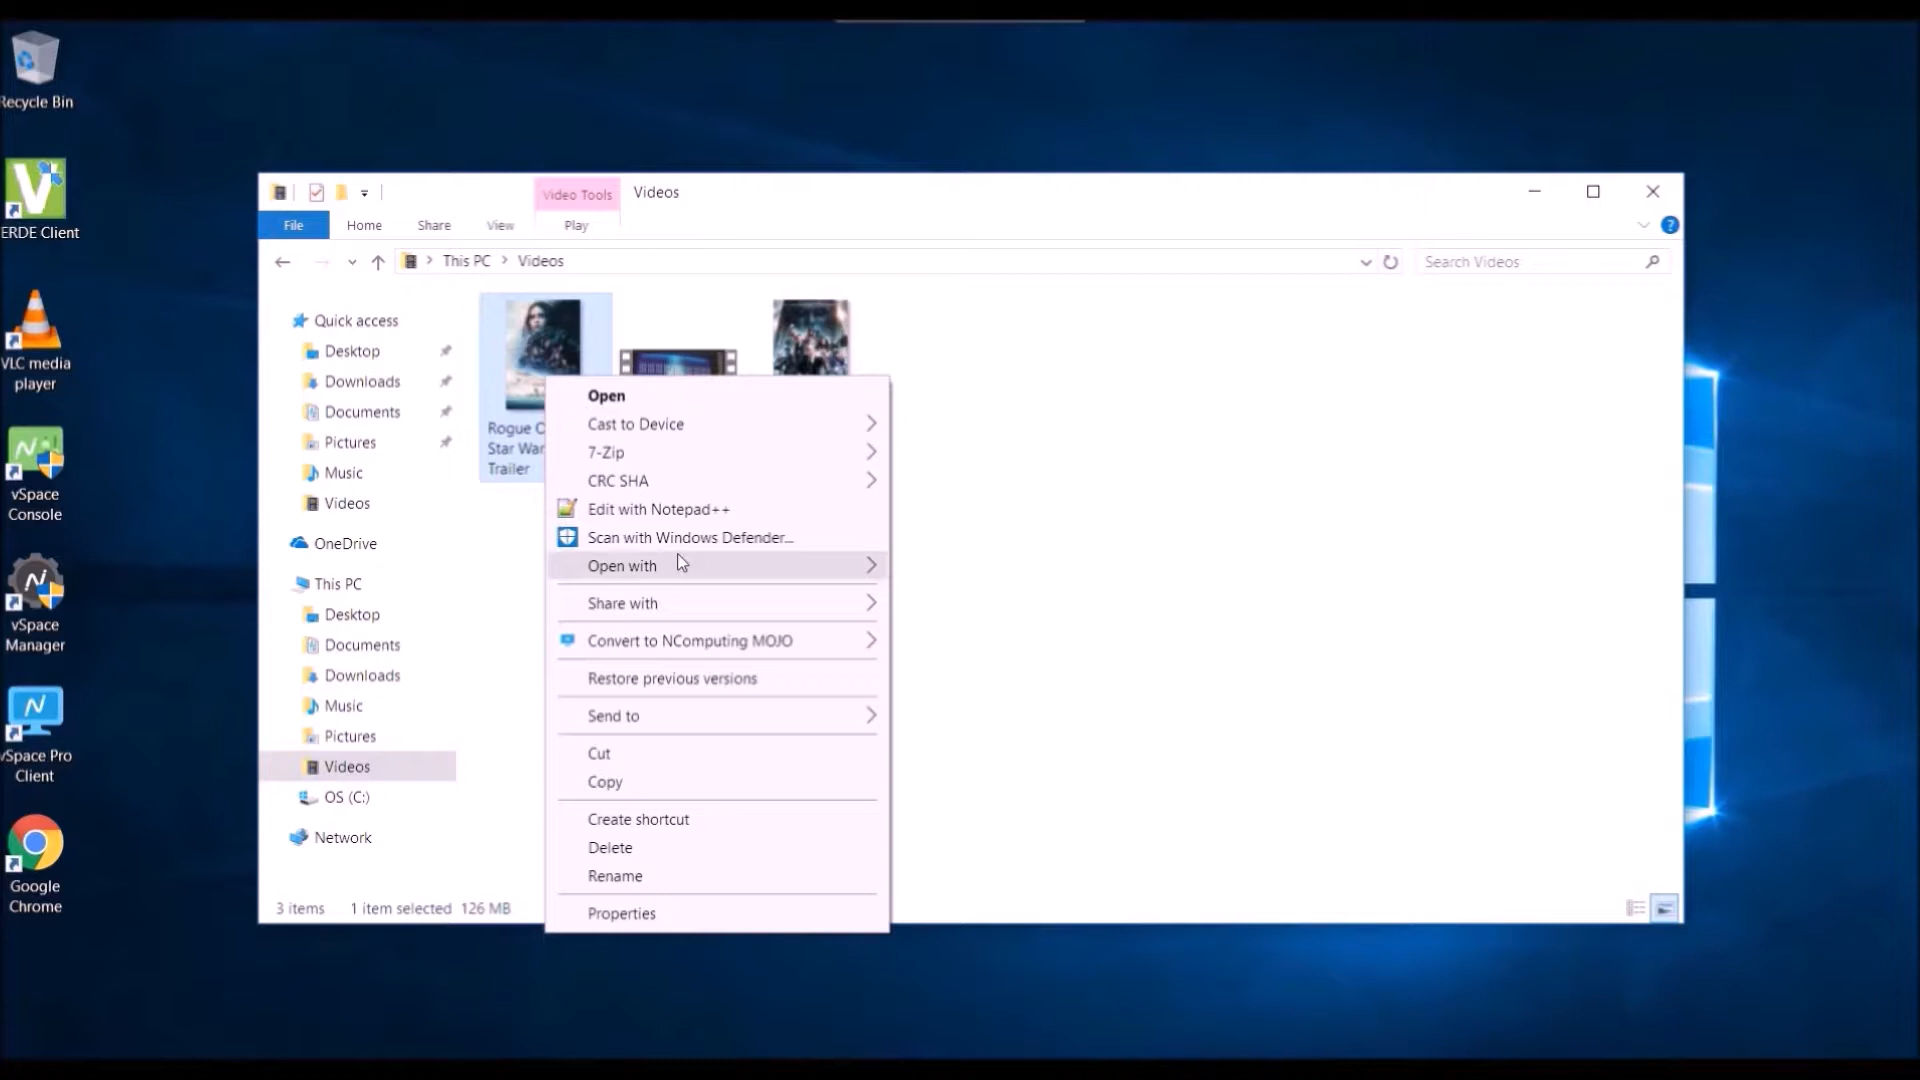 Recycle Bin
ERDE Client
VLC media
player
vSpace
Console
vSpace
Manager
vSpace Pro
Client
Google
Chrome
Video Tools
Videos
File
Home
Share
View
Play
This PC
Videos
Search Videos
Quick access
Desktop
Downloads
Documents
Pictures
Music
Videos
OneDrive
This PC
Desktop
Documents
Downloads
Music
Pictures
Videos
OS (C:)
Network
Rogue O
Star War
Trailer
Open
Cast to Device
7-Zip
CRC SHA
Edit with Notepad++
Scan with Windows Defender...
Open with
Share with
Convert to NComputing MOJO
Restore previous versions
Send to
Cut
Copy
Create shortcut
Delete
Rename
Properties
3 items 1 item selected 126 MB